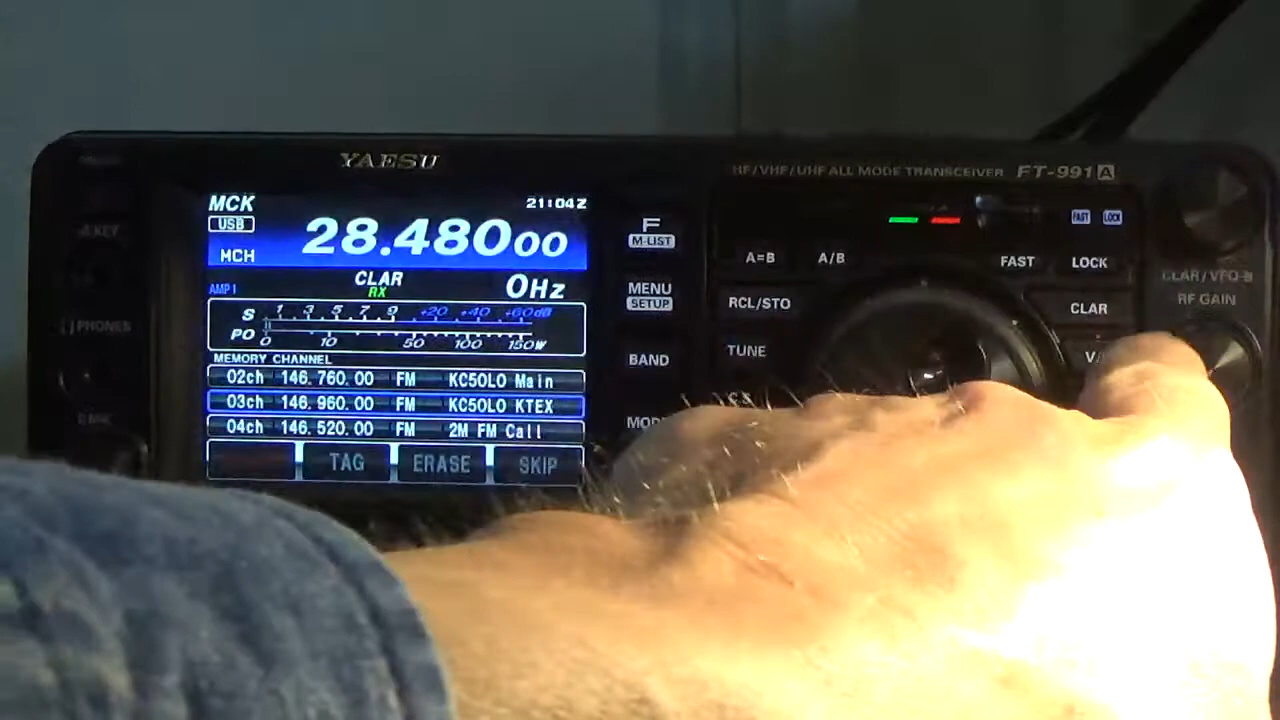 YAESU
HF/VHF/UHF ALL MODE TRANSCEIVER FT-991A
MCK 21:04Z
USB
28.48000
MCH
CLAR 0Hz
RX
AMP1
S 1 3 5 7 9 +20 +40 +60dB
PO 0 10 50 100 150W
MEMORY CHANNEL
02ch 146.760.00 FM KC5OLO Main
03ch 146.960.00 FM KC5OLO KTEX
04ch 146.520.00 FM 2M FM Call
TAG ERASE SKIP
F
M-LIST
MENU
SETUP
BAND
A=B A/B
RCL/STO
TUNE
FAST LOCK
FAST LOCK
CLAR
CLAR/VFO-B
RF GAIN
PHONES